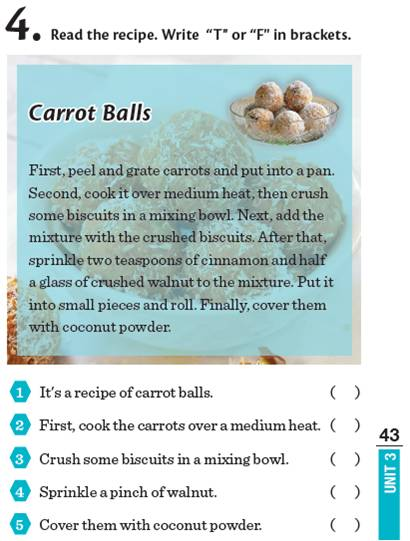 4. Read the recipe. Write “T” or “F” in brackets.
Carrot Balls
First, peel and grate carrots and put into a pan.
Second, cook it over medium heat, then crush
some biscuits in a mixing bowl. Next, add the
mixture with the crushed biscuits. After that,
sprinkle two teaspoons of cinnamon and half
a glass of crushed walnut to the mixture. Put it
into small pieces and roll. Finally, cover them
with coconut powder.
1 It's a recipe of carrot balls. ( )
2 First, cook the carrots over a medium heat. ( )
3 Crush some biscuits in a mixing bowl. ( )
4 Sprinkle a pinch of walnut. ( )
5 Cover them with coconut powder. ( )
43
UNIT 3